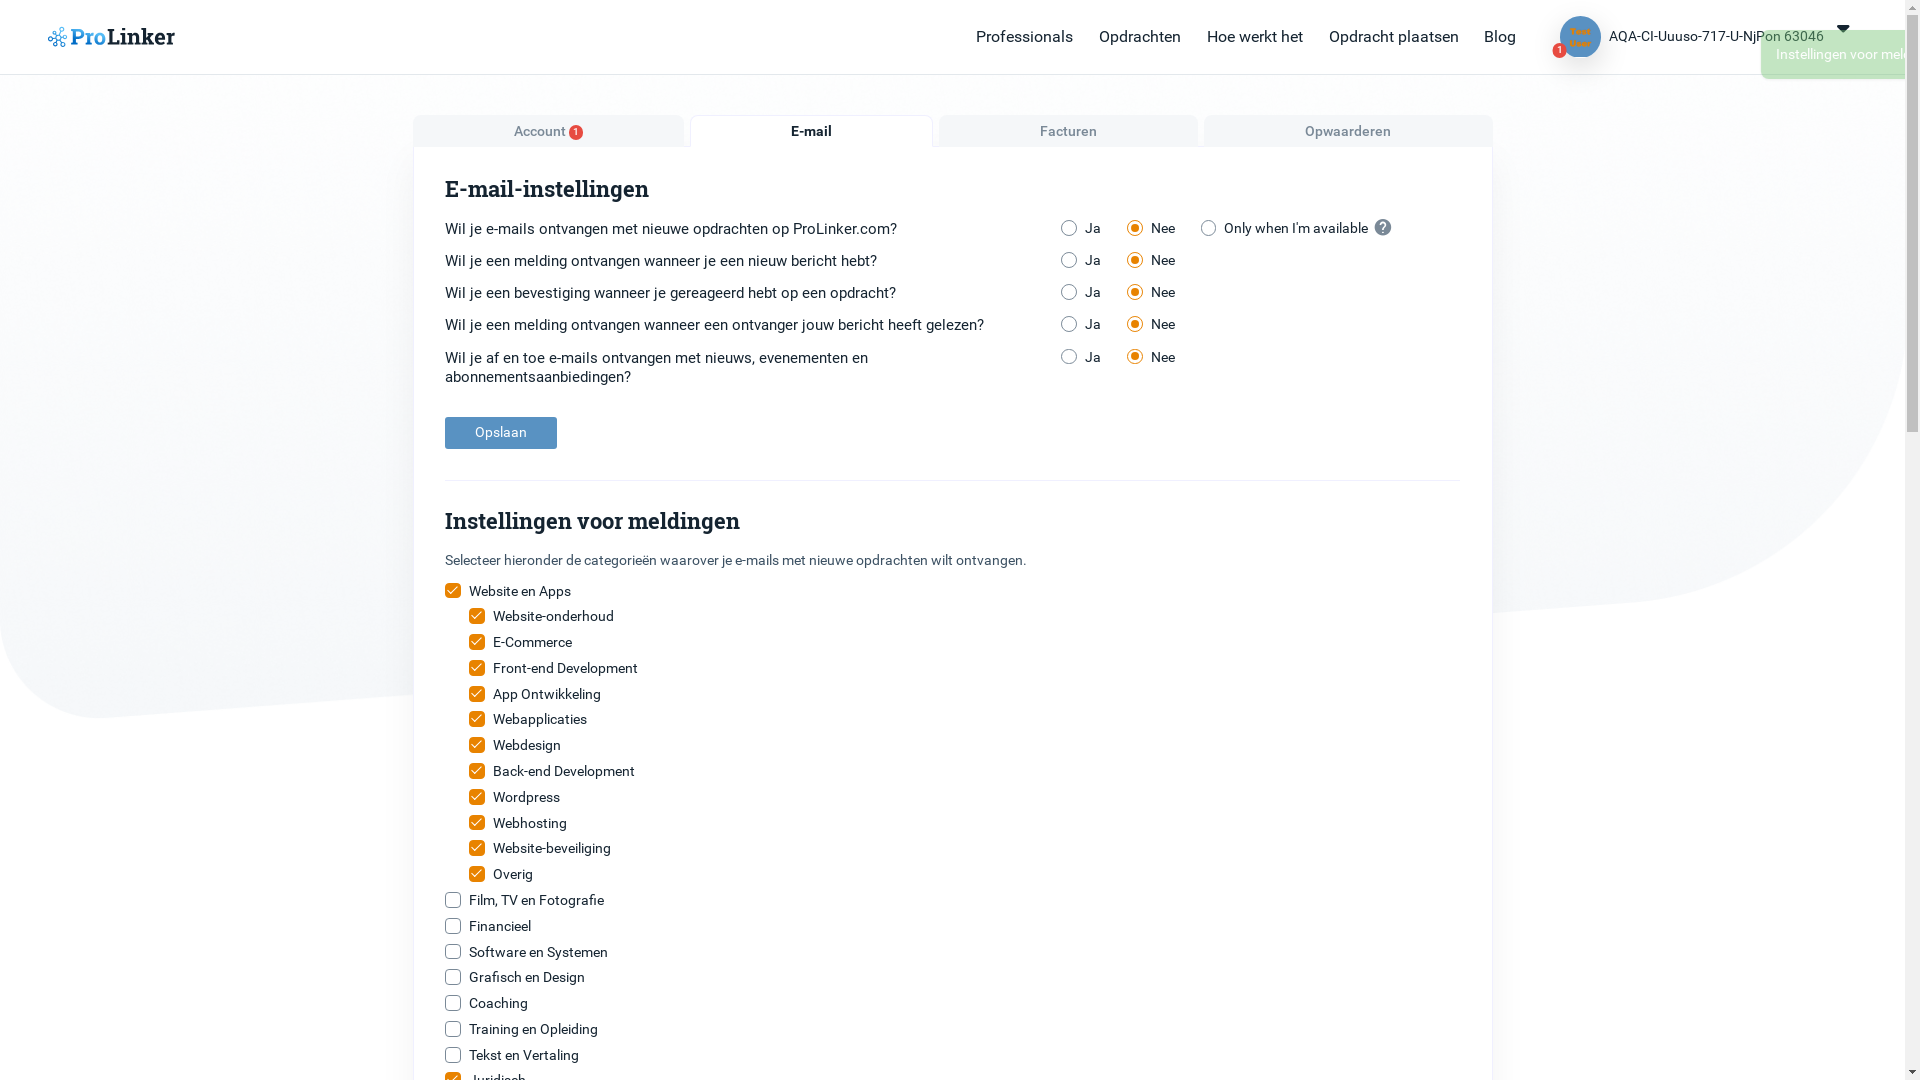 ProLinker
Professionals
Opdrachten
Hoe werkt het
Opdracht plaatsen
Blog
Test
User
1
AQA-CI-Uuuso-717-U-NjPon 63046
Instellingen voor
Account 1
E-mail
Facturen
Opwaarderen
E-mail-instellingen
Wil je e-mails ontvangen met nieuwe opdrachten op ProLinker.com?
Ja
Nee
Only when I'm available
?
Wil je een melding ontvangen wanneer je een nieuw bericht hebt?
Ja
Nee
Wil je een bevestiging wanneer je gereageerd hebt op een opdracht?
Ja
Nee
Wil je een melding ontvangen wanneer een ontvanger jouw bericht heeft gelezen?
Ja
Nee
Wil je af en toe e-mails ontvangen met nieuws, evenementen en
abonnementsaanbiedingen?
Ja
Nee
Opslaan
Instellingen voor meldingen
Selecteer hieronder de categorieën waarover je e-mails met nieuwe opdrachten wilt ontvangen.
Website en Apps
Website-onderhoud
E-Commerce
Front-end Development
App Ontwikkeling
Webapplicaties
Webdesign
Back-end Development
Wordpress
Webhosting
Website-beveiliging
Overig
Film, TV en Fotografie
Financieel
Software en Systemen
Grafisch en Design
Coaching
Training en Opleiding
Tekst en Vertaling
Juridisch